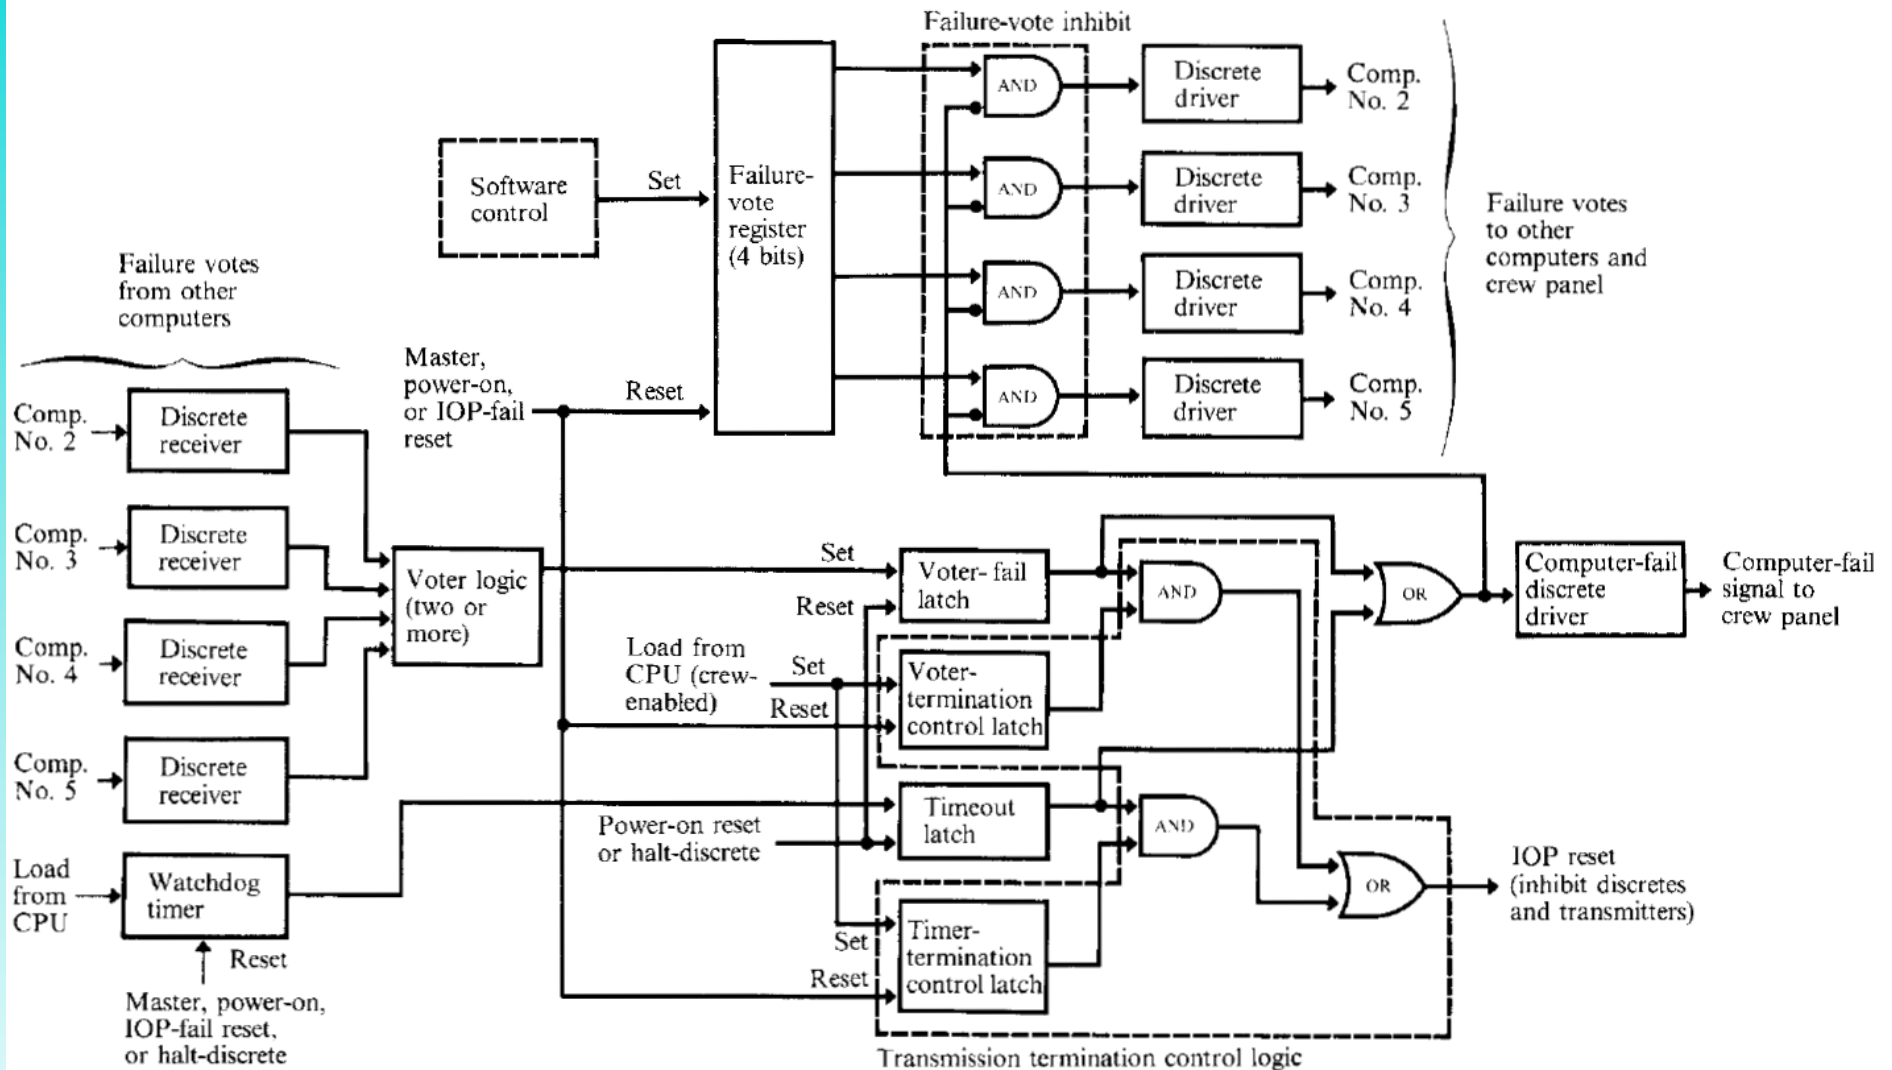 Failure-vote inhibit
AND
Discrete
driver
Comp.
No. 2
Software
control
Set
Failure-
vote
register
(4 bits)
AND
Discrete
driver
Comp.
No. 3
Failure votes
to other
computers and
crew panel
AND
Discrete
driver
Comp.
No. 4
AND
Discrete
driver
Comp.
No. 5
Failure votes
from other
computers
Master,
power-on,
or IOP-fail
reset
Reset
Comp.
No. 2
Discrete
receiver
Comp.
No. 3
Discrete
receiver
Comp.
No. 4
Discrete
receiver
Comp.
No. 5
Discrete
receiver
Voter logic
(two or
more)
Set
Reset
Voter-fail
latch
AND
OR
Computer-fail
discrete
driver
Computer-fail
signal to
crew panel
Load from
CPU (crew-
enabled)
Set
Reset
Voter-
termination
control latch
Power-on reset
or halt-discrete
Timeout
latch
AND
OR
IOP reset
(inhibit discretes
and transmitters)
Load
from
CPU
Watchdog
timer
Reset
Master, power-on,
IOP-fail reset,
or halt-discrete
Set
Reset
Timer-
termination
control latch
Transmission termination control logic